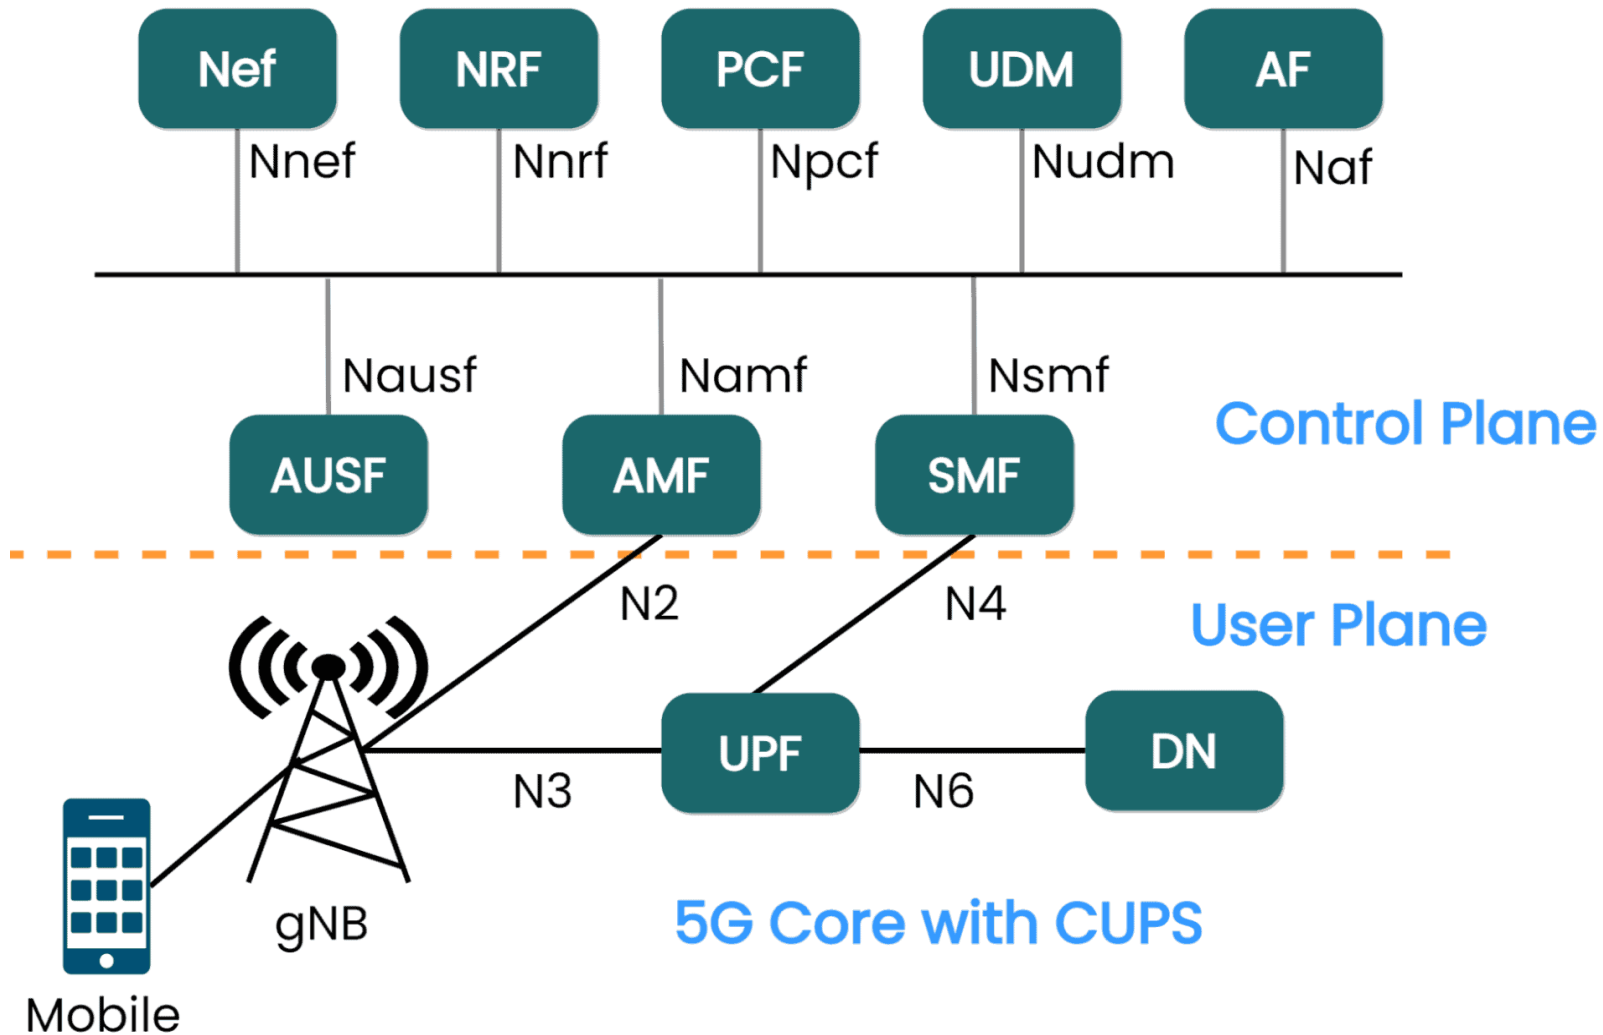 Nef
NRF
PCF
UDM
AF
Nnef
Nnrf
Npcf
Nudm
Naf
Nausf
Namf
Nsmf
Control Plane
AUSF
AMF
SMF
N2
N4
User Plane
UPF
DN
N3
N6
gNB
5G Core with CUPS
Mobile